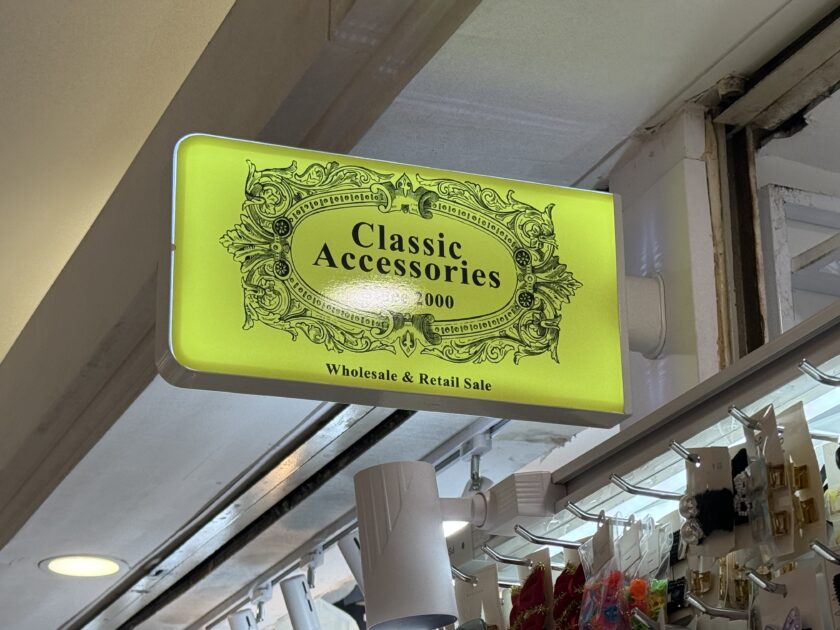 Classic
Accessories
2000
Wholesale & Retail Sale